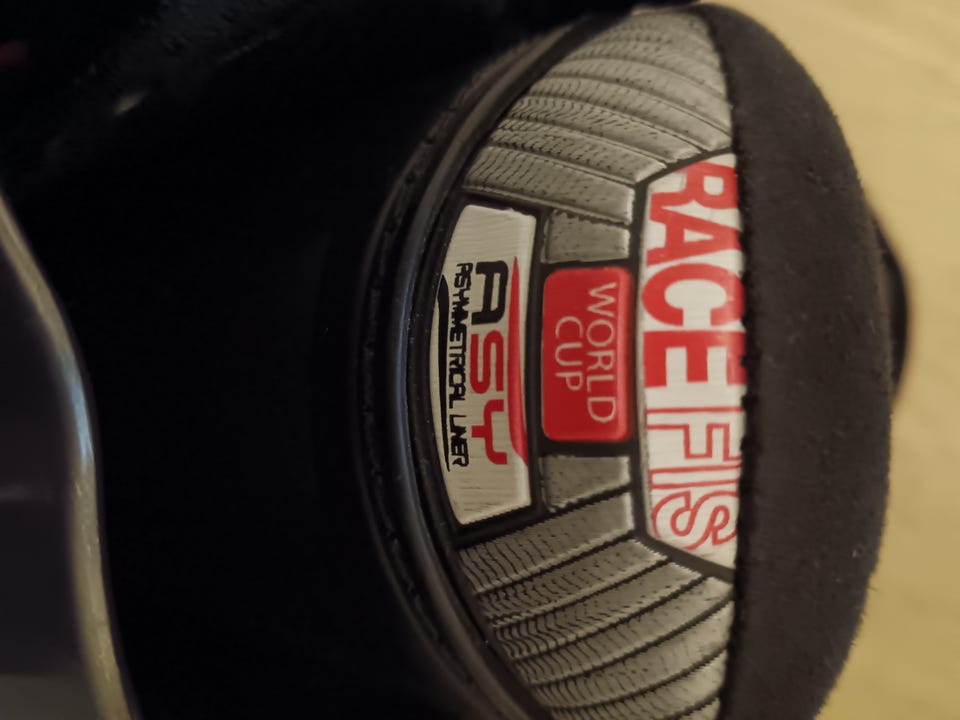 RACE FIS
WORLD
CUP
ASY
ASYMMETRICAL LINER